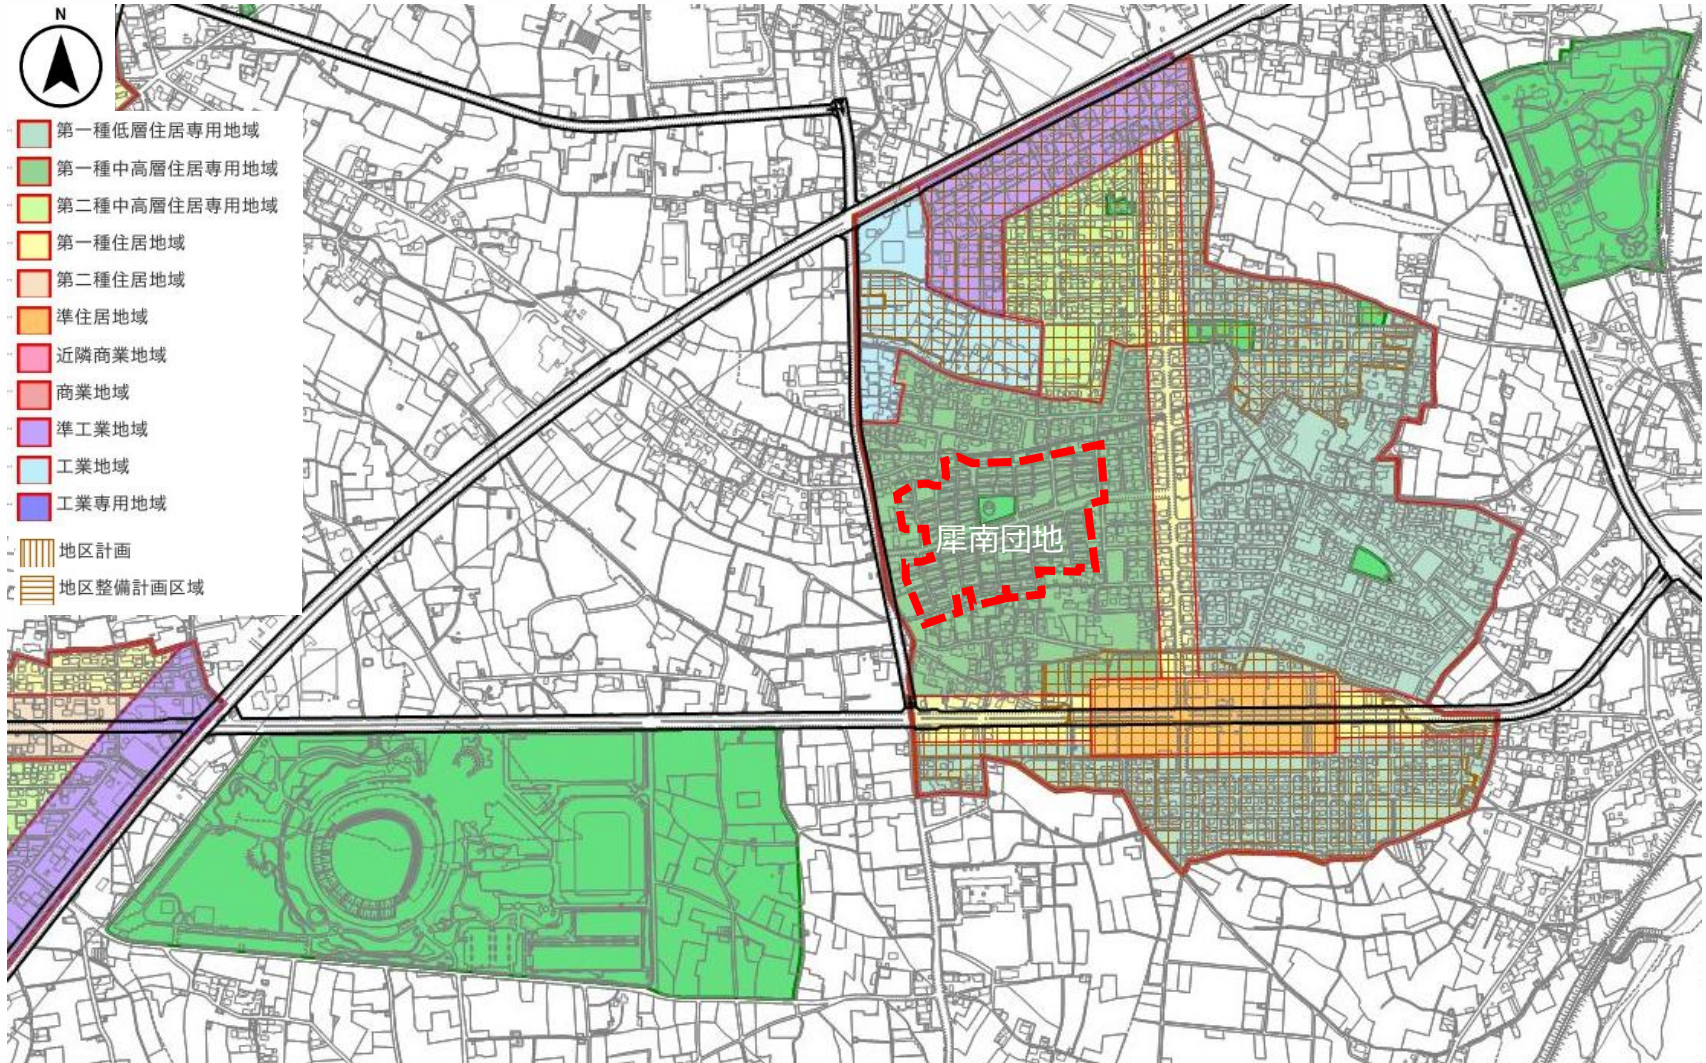 N
第一種低層住居専用地域
第一種中高層住居専用地域
第二種中高層住居専用地域
第一種住居地域
第二種住居地域
準住居地域
近隣商業地域
商業地域
準工業地域
工業地域
工業専用地域
地区計画
地区整備計画区域
犀南団地